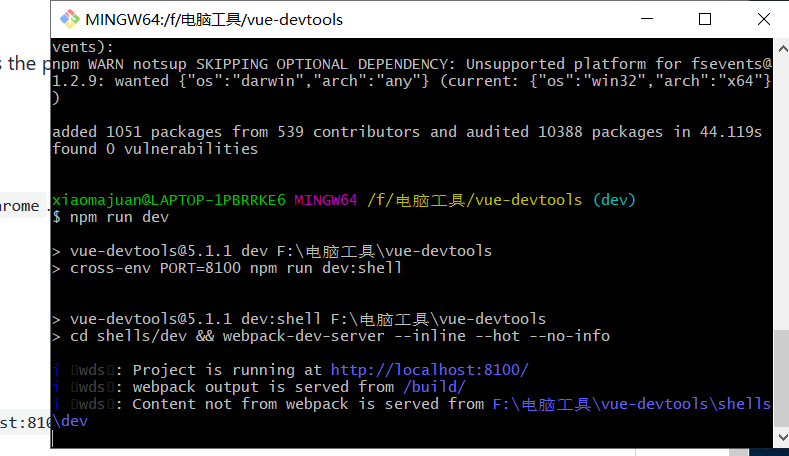 MINGW64:/f/电脑工具/vue-devtools
vents):
s the p
npm WARN notsup SKIPPING OPTIONAL DEPENDENCY: Unsupported platform for fsevents@
1.2.9: wanted {"os":"darwin","arch":"any"} (current: {"os":"win32","arch":"x64"}
)
added 1051 packages from 539 contributors and audited 10388 packages in 44.119s
found 0 vulnerabilities
rome .
xiaomajuan@LAPTOP-1PBRRKE6 MINGW64 /f/电脑工具/vue-devtools (dev)
$ npm run dev
> vue-devtools@5.1.1 dev F:\电脑工具\vue-devtools
> cross-env PORT=8100 npm run dev:shell
> vue-devtools@5.1.1 dev:shell F:\电脑工具\vue-devtools
> cd shells/dev && webpack-dev-server --inline --hot --no-info
i 「wds」: Project is running at http://localhost:8100/
i 「wds」: webpack output is served from /build/
i 「wds」: Content not from webpack is served from F:\电脑工具\vue-devtools\shells
\dev
st:810